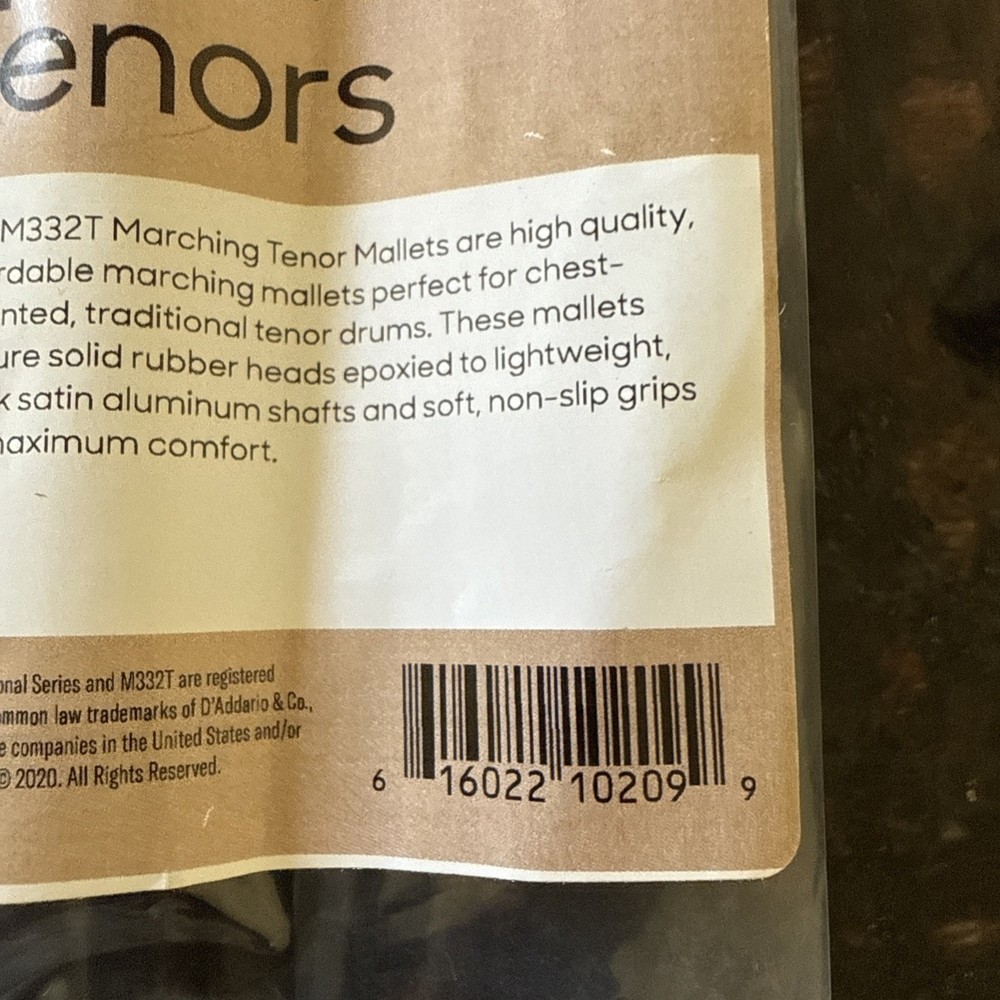 enors
M332T Marching Tenor Mallets are high quality,
rdable marching mallets perfect for chest-
nted, traditional tenor drums. These mallets
ure solid rubber heads epoxied to lightweight,
k satin aluminum shafts and soft, non-slip grips
maximum comfort.
onal Series and M332T are registered
ommon law trademarks of D'Addario & Co.,
e companies in the United States and/or
© 2020. All Rights Reserved.
6 16022 10209 9